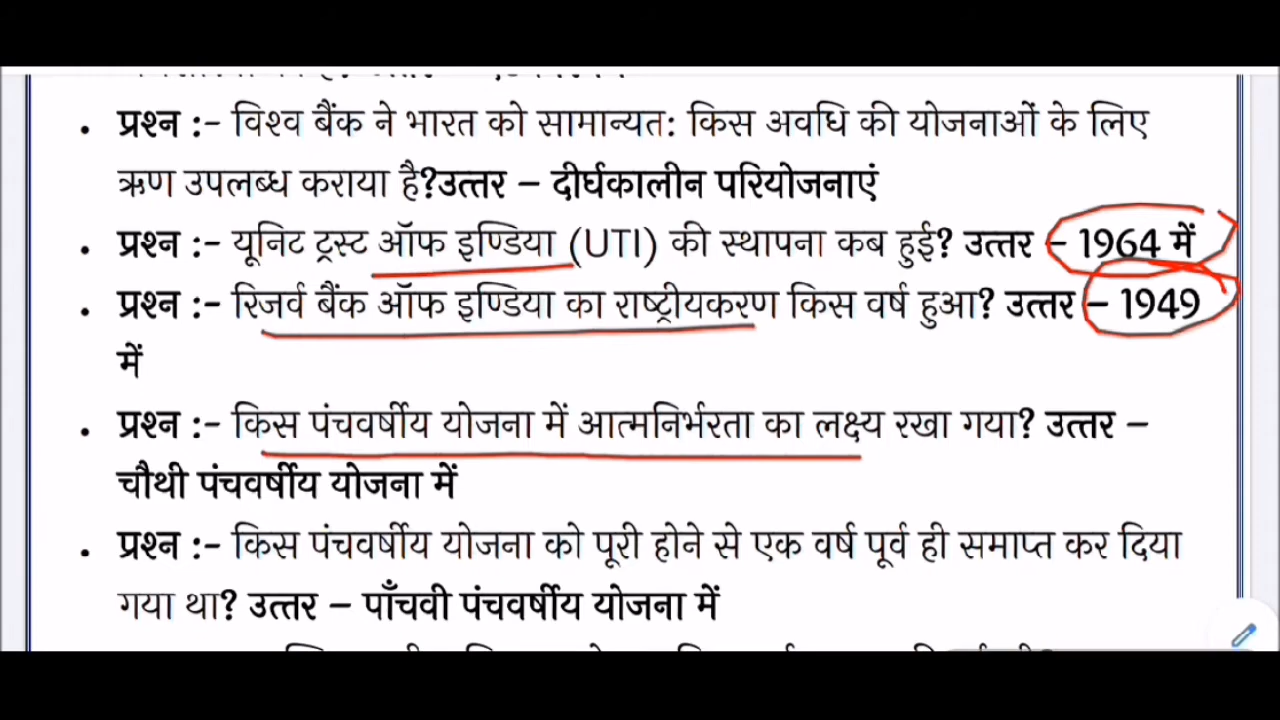 प्रश्न :- विश्व बैंक ने भारत को सामान्यत: किस अवधि की योजनाओं के लिए
ऋण उपलब्ध कराया है?उत्तर – दीर्घकालीन परियोजनाएं
प्रश्न :- यूनिट ट्रस्ट ऑफ इण्डिया (UTI) की स्थापना कब हुई? उत्तर – 1964 में
प्रश्न :- रिजर्व बैंक ऑफ इण्डिया का राष्ट्रीयकरण किस वर्ष हुआ? उत्तर – 1949
में
प्रश्न :- किस पंचवर्षीय योजना में आत्मनिर्भरता का लक्ष्य रखा गया? उत्तर –
चौथी पंचवर्षीय योजना में
प्रश्न :- किस पंचवर्षीय योजना को पूरी होने से एक वर्ष पूर्व ही समाप्त कर दिया
गया था? उत्तर – पाँचवी पंचवर्षीय योजना में